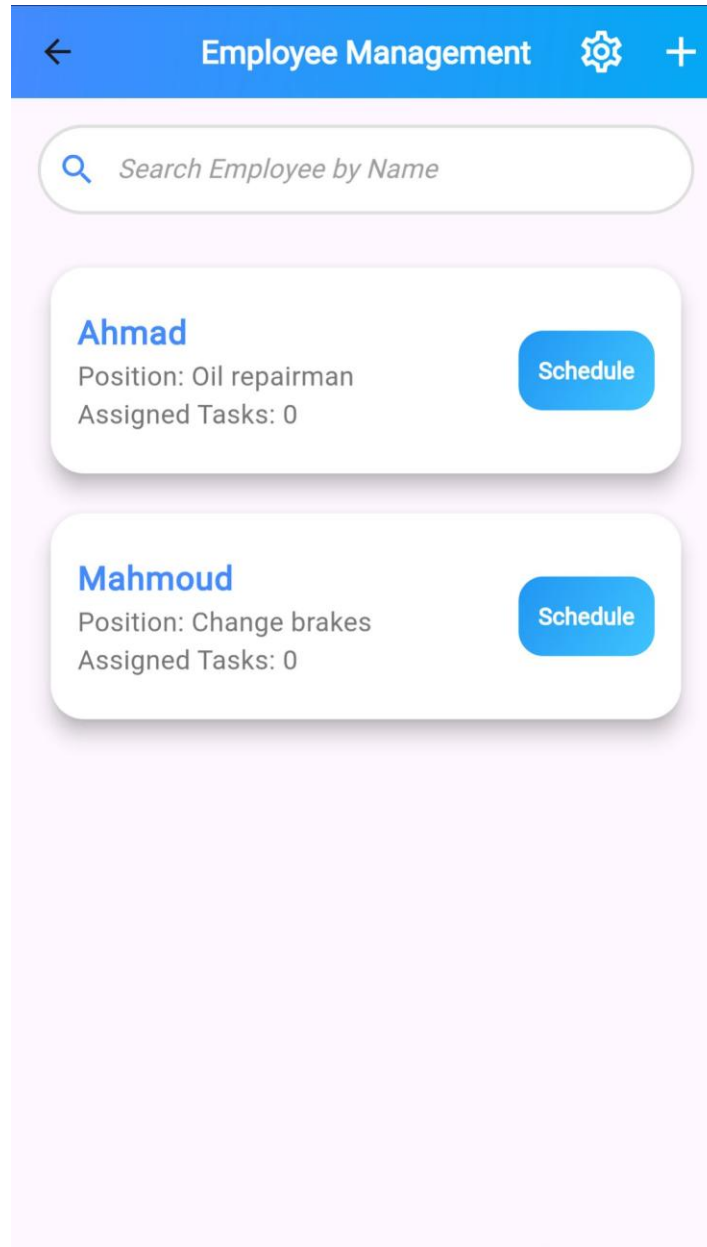 Employee Management
Search Employee by Name
Ahmad
Position: Oil repairman
Assigned Tasks: 0
Schedule
Mahmoud
Position: Change brakes
Assigned Tasks: 0
Schedule